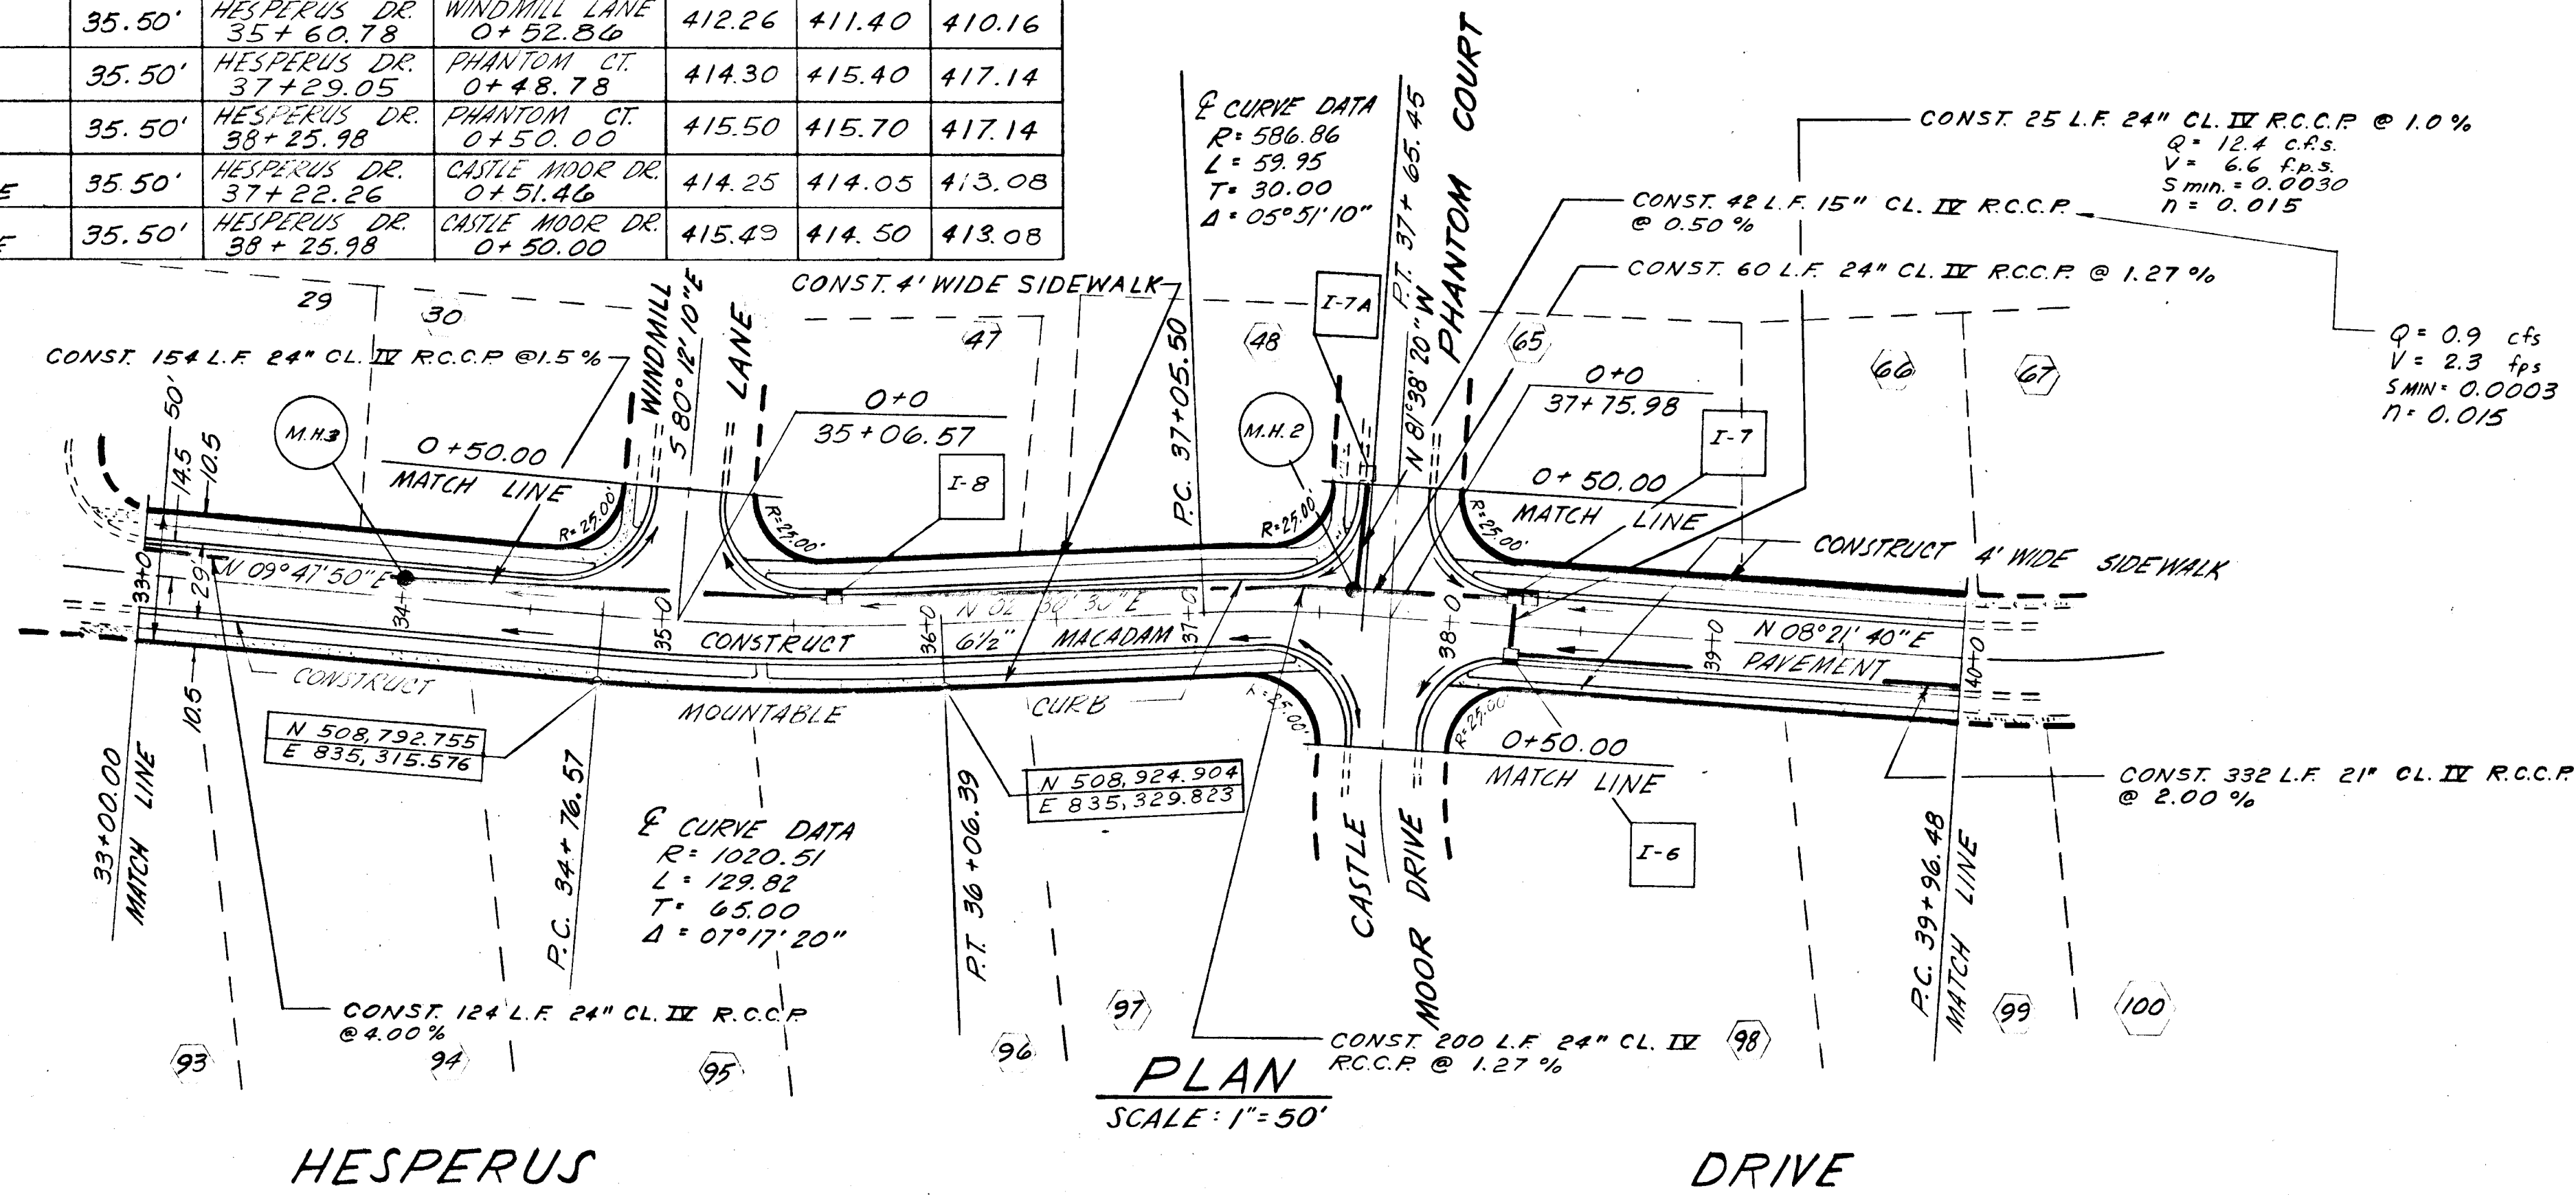 35.50' HESPERUS DR. 35+60.78 WINDMILL LANE 0+52.86 412.26 411.40 410.16
35.50' HESPERUS DR. 37+29.05 PHANTOM CT. 0+48.78 414.30 415.40 417.14
35.50' HESPERUS DR. 38+25.98 PHANTOM CT. 0+50.00 415.50 415.70 417.14
E 35.50' HESPERUS DR. 37+22.26 CASTLE MOOR DR. 0+51.46 414.25 414.05 413.08
E 35.50' HESPERUS DR. 38+25.98 CASTLE MOOR DR. 0+50.00 415.49 414.50 413.08
℄ CURVE DATA
R= 586.86
L = 59.95
T= 30.00
Δ = 05°51'10"
P.T. 37+65.45
N 81°38'20"W
PHANTOM COURT
CONST. 25 L.F. 24" CL. IV R.C.C.P. @ 1.0 %
Q = 12.4 c.f.s.
V = 6.6 f.p.s.
S min. = 0.0030
n = 0.015
CONST. 42 L.F. 15" CL. IV R.C.C.P.
@ 0.50 %
CONST. 60 L.F. 24" CL. IV R.C.C.P. @ 1.27 %
Q = 0.9 cfs
V = 2.3 fps
S MIN = 0.0003
n = 0.015
CONST. 4' WIDE SIDEWALK
29
30
47
48
65
66
67
I-7A
CONST. 154 L.F. 24" CL. IV R.C.C.P. @1.5 %
WINDMILL
S 80°12'10"E
LANE
P.C. 37+05.50
0+0
35+06.57
0+0
37+75.98
M.H.3
M.H.2
I-8
I-7
0+50.00
MATCH LINE
0+50.00
MATCH LINE
50'
14.5
10.5
R=25.00'
R=25.00'
R=25.00'
R=25.00'
CONSTRUCT 4' WIDE SIDEWALK
N 09°47'50"E
29'
33+0
34+0
35+0
36+0
37+0
38+0
39+0
40+0
CONSTRUCT 6½" MACADAM
N 08°21'40"E
PAVEMENT
CONSTRUCT
MOUNTABLE
CURB
10.5
R=25.00'
N 508,792.755
E 835,315.576
N 508,924.904
E 835,329.823
0+50.00
MATCH LINE
I-6
33+00.00
MATCH LINE
P.C. 34+76.57
P.T. 36+06.39
℄ CURVE DATA
R= 1020.51
L = 129.82
T= 65.00
Δ = 07°17'20"
CASTLE
MOOR DRIVE
P.C. 39+96.48
MATCH LINE
CONST. 332 L.F. 21" CL. IV R.C.C.P.
@ 2.00 %
CONST. 124 L.F. 24" CL. IV R.C.C.P.
@ 4.00 %
CONST. 200 L.F. 24" CL. IV
R.C.C.P. @ 1.27 %
93
94
95
96
97
98
99
100
PLAN
SCALE: 1"=50'
HESPERUS DRIVE